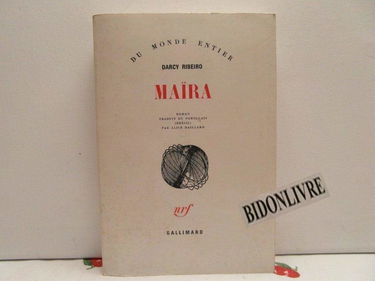 DU MONDE ENTIER
DARCY RIBEIRO
MAÏRA
ROMAN
TRADUIT DU PORTUGAIS
(BRÉSIL)
PAR ALICE RAILLARD
nrf
GALLIMARD
BIDONLIVRE